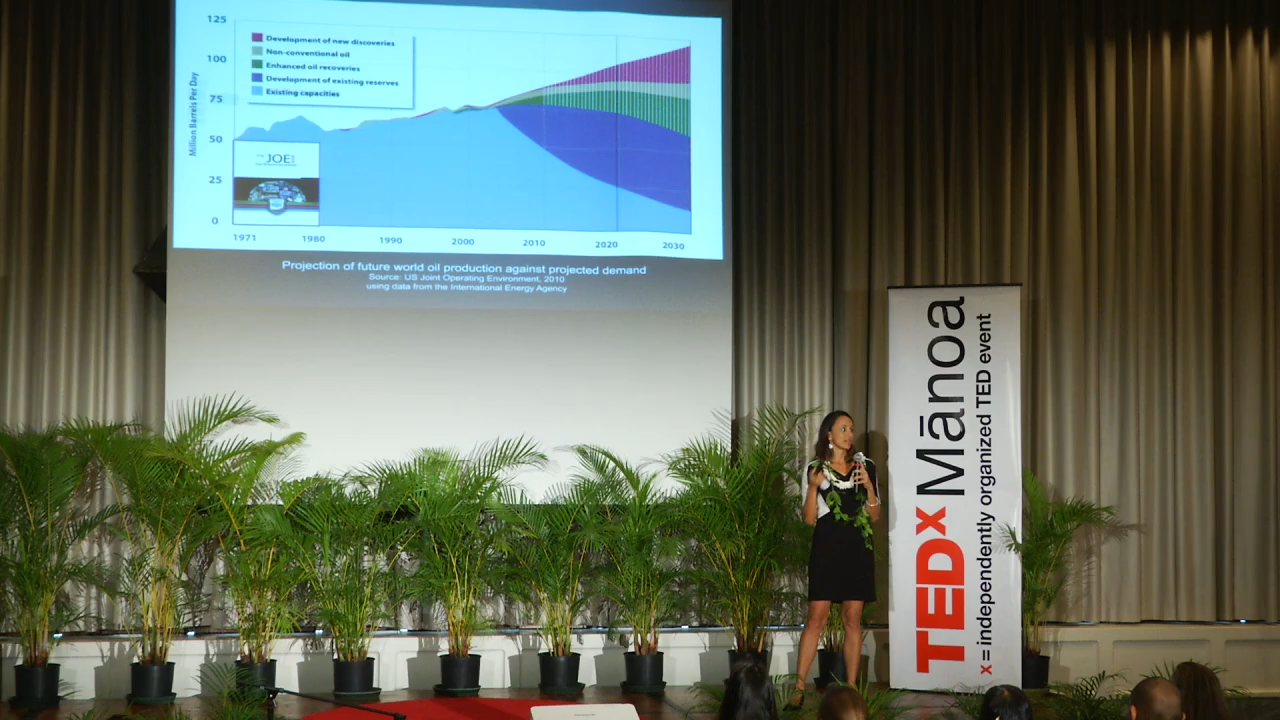 125
100
75
50
25
0
Million Barrels Per Day
Development of new discoveries
Non-conventional oil
Enhanced oil recoveries
Development of existing reserves
Existing capacities
JOE
1971 1980 1990 2000 2010 2020 2030
Projection of future world oil production against projected demand
Source: US Joint Operating Environment, 2010
using data from the International Energy Agency
TEDx Mānoa
x = independently organized TED event